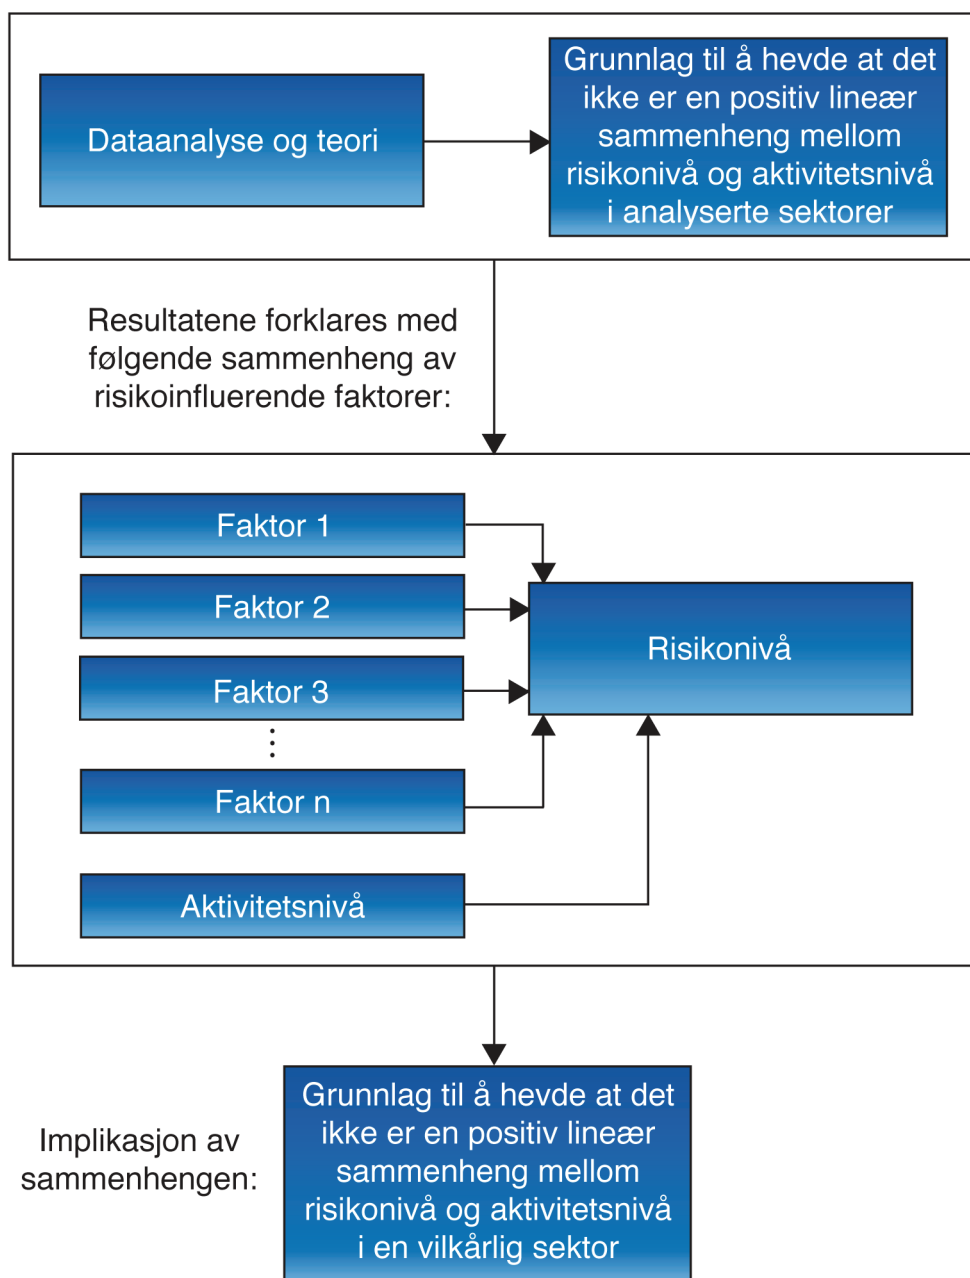 Dataanalyse og teori
Grunnlag til å hevde at det
ikke er en positiv lineær
sammenheng mellom
risikonivå og aktivitetsnivå
i analyserte sektorer
Resultatene forklares med
følgende sammenheng av
risikoinfluerende faktorer:
Faktor 1
Faktor 2
Faktor 3
⋮
Faktor n
Aktivitetsnivå
Risikonivå
Implikasjon av
sammenhengen:
Grunnlag til å hevde at det
ikke er en positiv lineær
sammenheng mellom
risikonivå og aktivitetsnivå
i en vilkårlig sektor